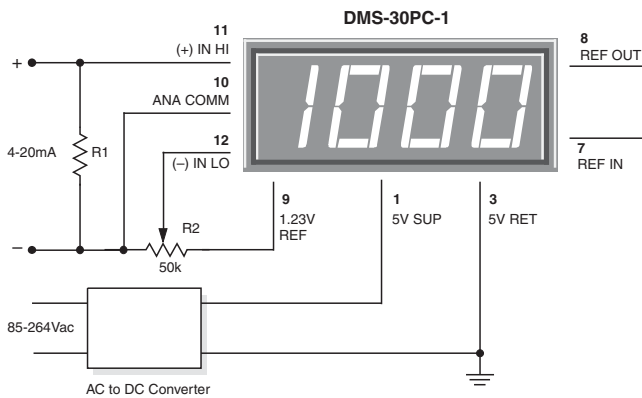 DMS-30PC-1
11
(+) IN HI
8
REF OUT
+
10
ANA COMM
1000
4-20mA
R1
12
(–) IN LO
7
REF IN
–
R2
50k
9
1.23V
REF
1
5V SUP
3
5V RET
85-264Vac
AC to DC Converter